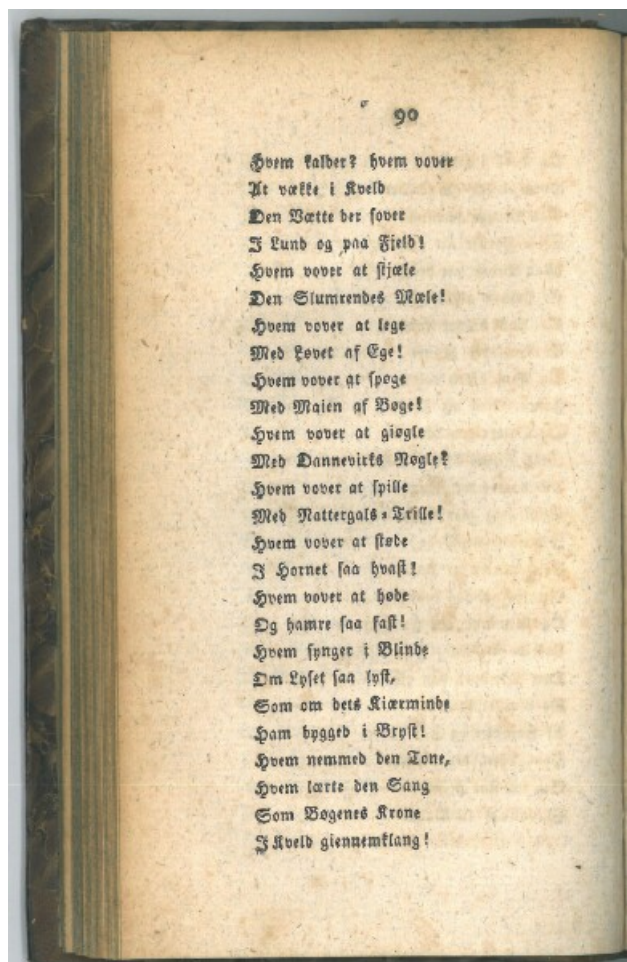 90
Hvem kalder? hvem vover
At vække i Kveld
Den Vætte der sover
I Lund og paa Fjeld!
Hvem vover at stjæle
Den Slumrendes Mæle!
Hvem vover at lege
Med Løvet af Ege!
Hvem vover at spøge
Med Maien af Bøge!
Hvem vover at giøgle
Med Dannevirks Nøgle?
Hvem vover at spille
Med Nattergals-Trille!
Hvem vover at støde
I Hornet saa hvast!
Hvem vover at høde
Og hamre saa fast!
Hvem synger i Blinde
Om Lyset saa lyst,
Som om dets Kiærminde
Ham bygged i Bryst!
Hvem nemmed den Tone,
Hvem lærte den Sang
Som Bøgenes Krone
I Kveld giennemklang!